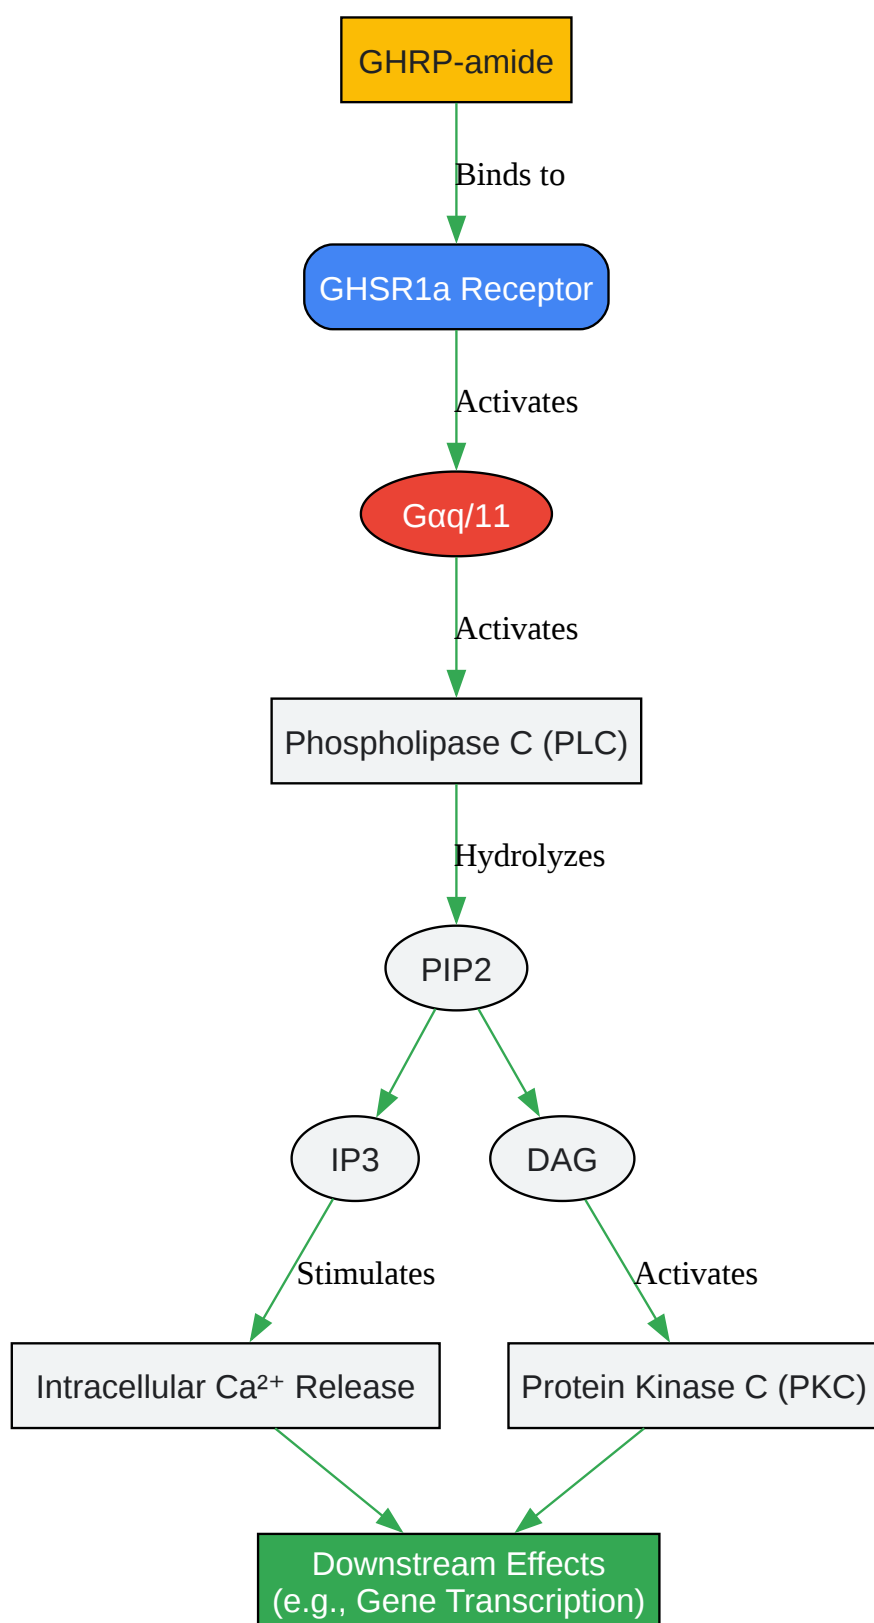 GHRP-amide
Binds to
GHSR1a Receptor
Activates
Gαq/11
Activates
Phospholipase C (PLC)
Hydrolyzes
PIP2
IP3
DAG
Stimulates
Activates
Intracellular Ca²⁺ Release
Protein Kinase C (PKC)
Downstream Effects
(e.g., Gene Transcription)